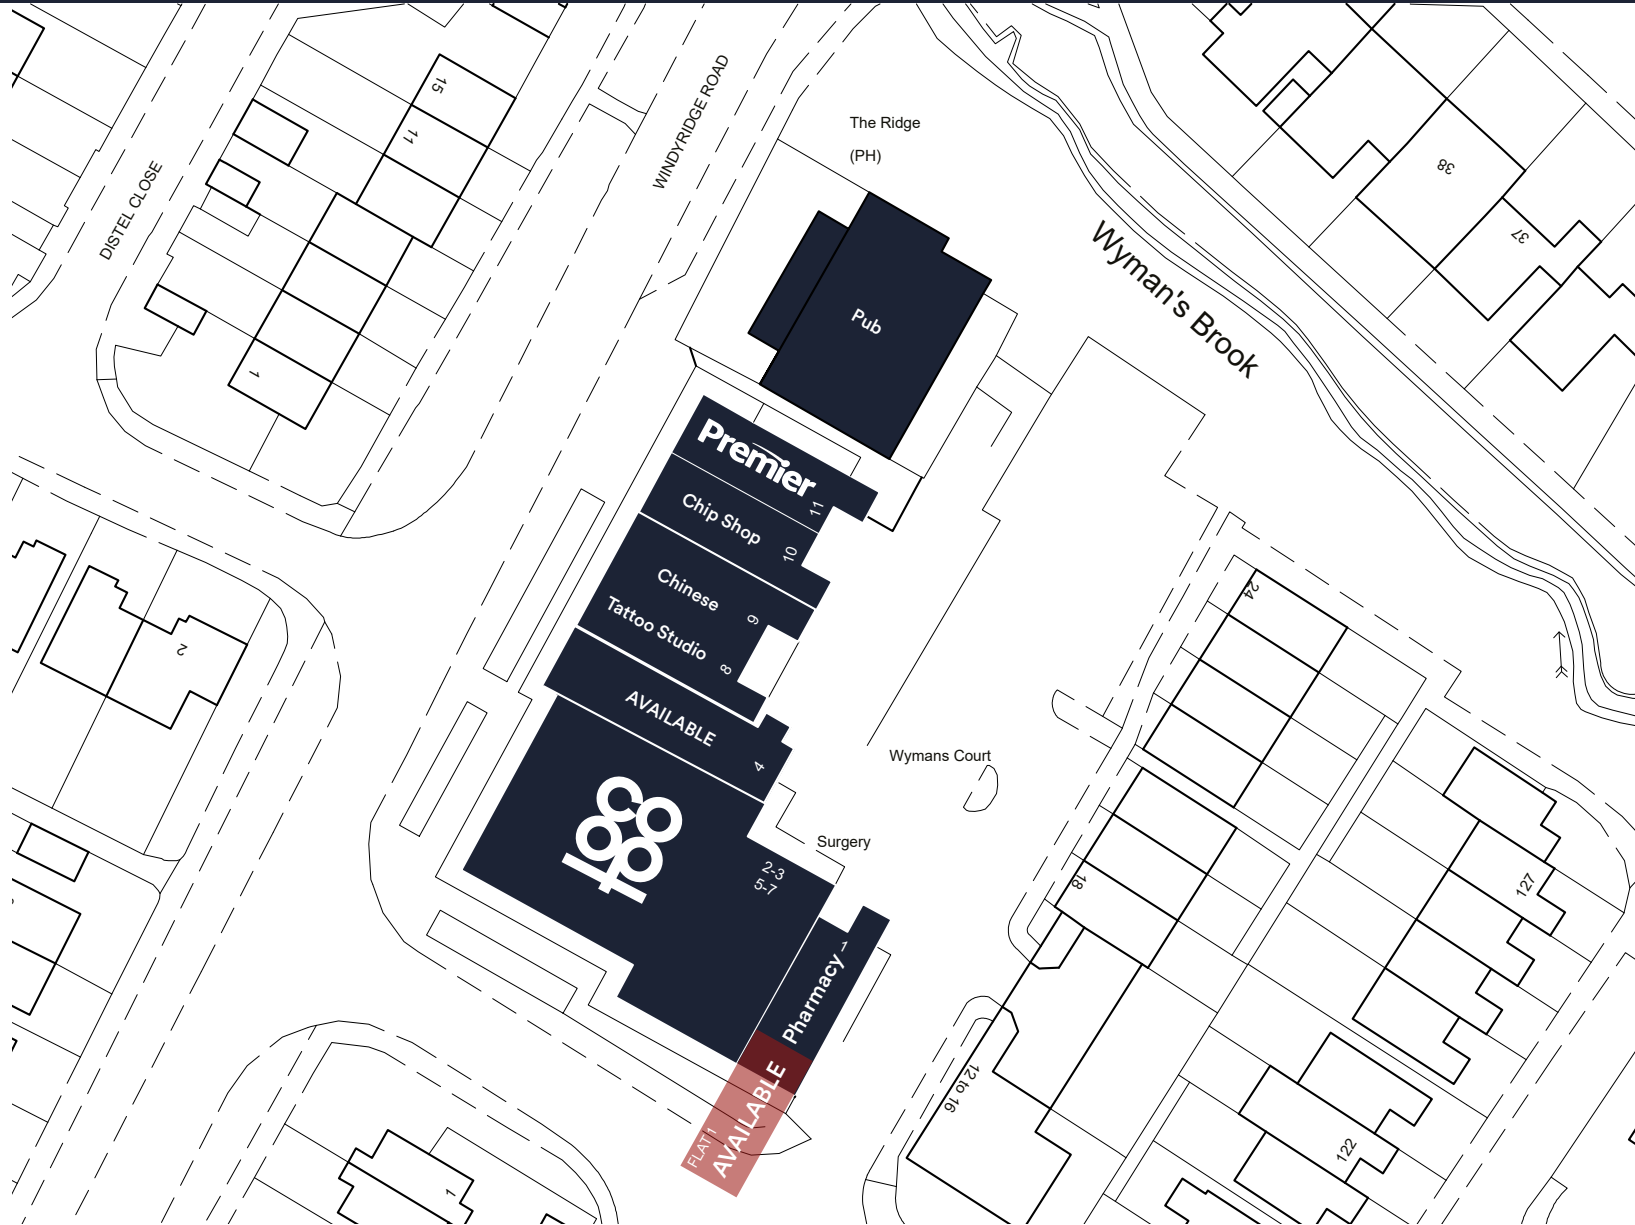 15
11
WINDYRIDGE ROAD
The Ridge
(PH)
DISTEL CLOSE
38
37
Wyman's Brook
Pub
1
Premier
11
Chip Shop
10
Chinese
9
Tattoo Studio
8
24
2
AVAILABLE
4
Wymans Court
co
op
Surgery
2-3
5-7
18
127
Pharmacy 1
12 to 16
FLAT 1
AVAILABLE
122
1